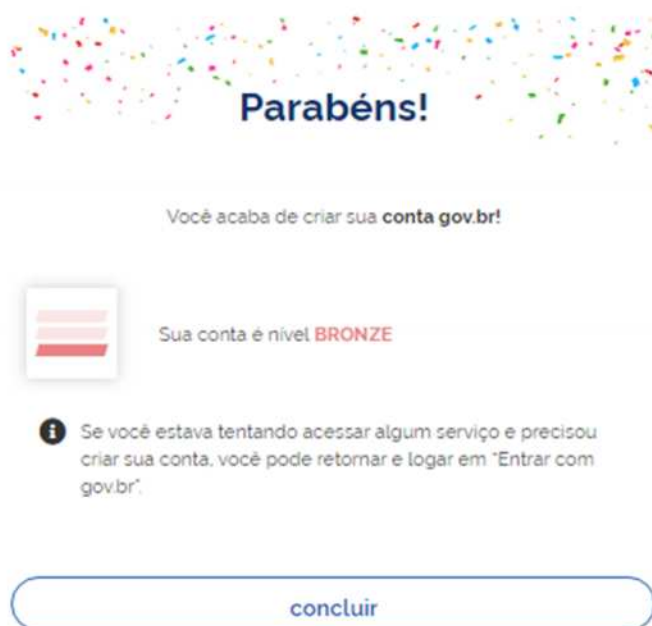 Parabéns!
Você acaba de criar sua conta gov.br!
Sua conta é nível BRONZE
Se você estava tentando acessar algum serviço e precisou
criar sua conta, você pode retornar e logar em "Entrar com
gov.br".
concluir